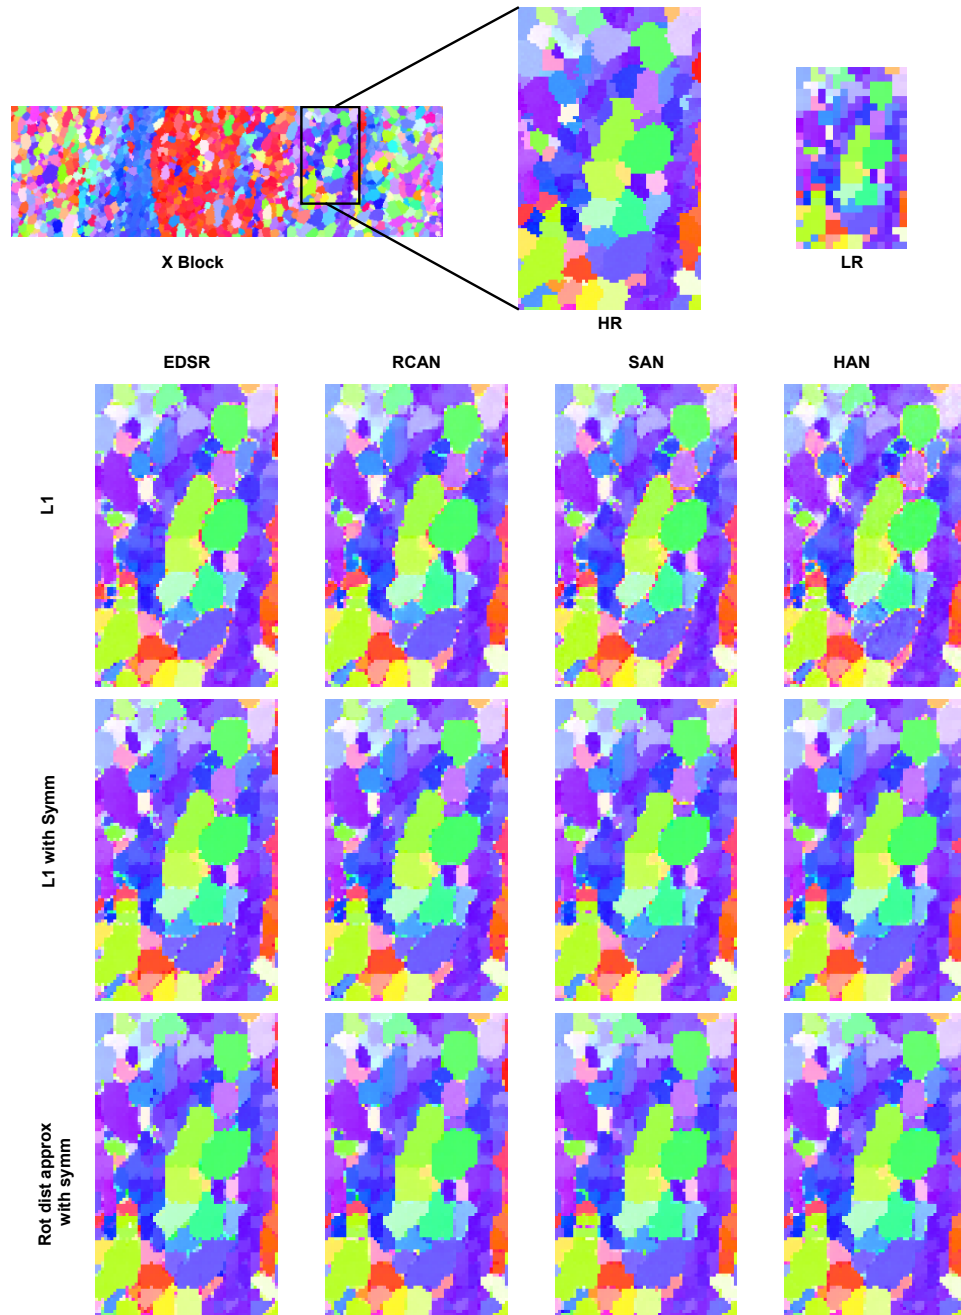 X Block
HR
LR
EDSR
RCAN
SAN
HAN
L1
L1 with Symm
Rot dist approx
with symm